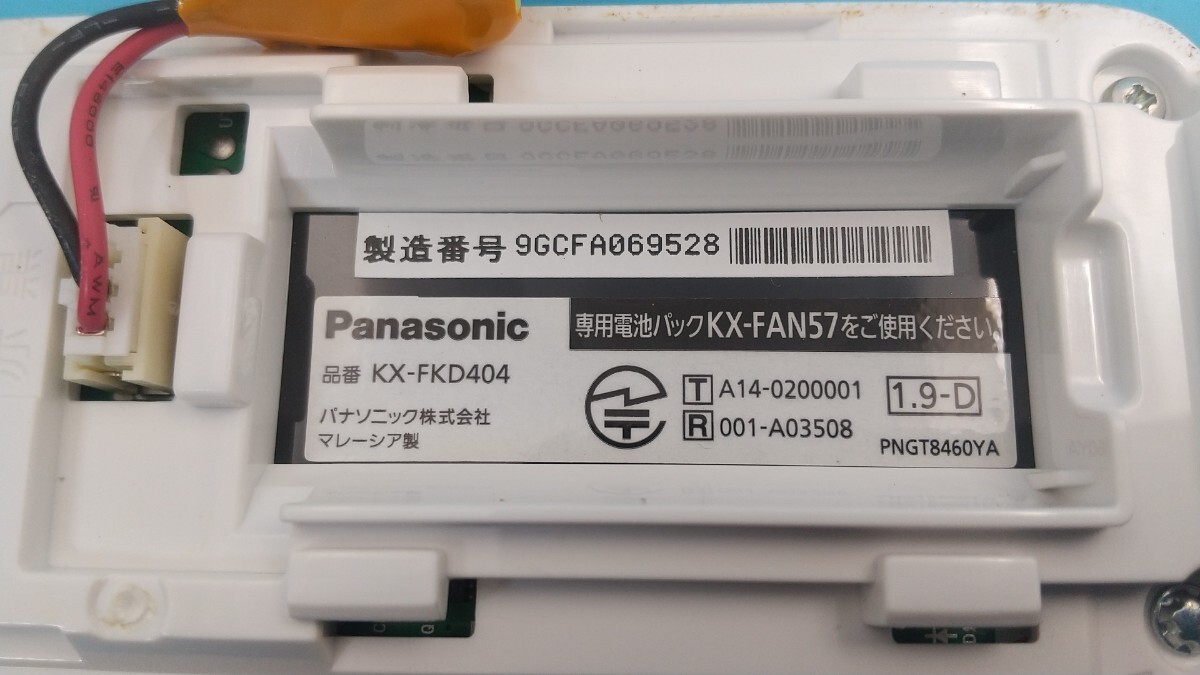 製造番号 9GCFA069528
Panasonic
専用電池パックKX-FAN57をご使用ください。
品番 KX-FKD404
パナソニック株式会社
マレーシア製
T A14-0200001
R 001-A03508
1.9-D
PNGT8460YA
AWM